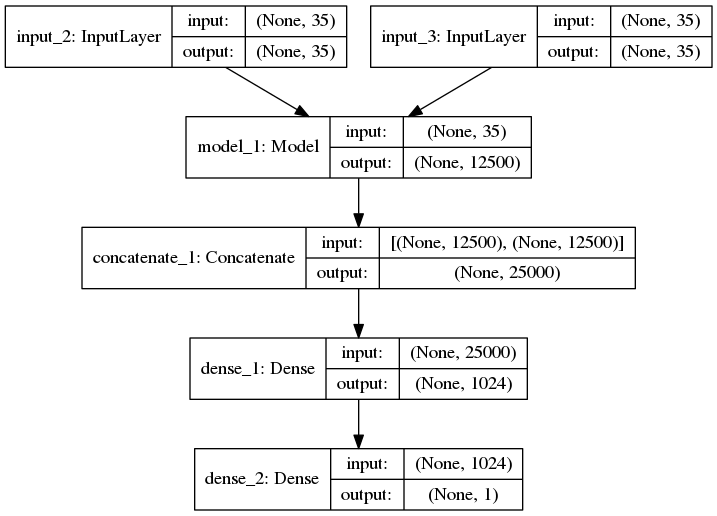 input_2: InputLayer
input: (None, 35)
output: (None, 35)
input_3: InputLayer
input: (None, 35)
output: (None, 35)
model_1: Model
input: (None, 35)
output: (None, 12500)
concatenate_1: Concatenate
input: [(None, 12500), (None, 12500)]
output: (None, 25000)
dense_1: Dense
input: (None, 25000)
output: (None, 1024)
dense_2: Dense
input: (None, 1024)
output: (None, 1)